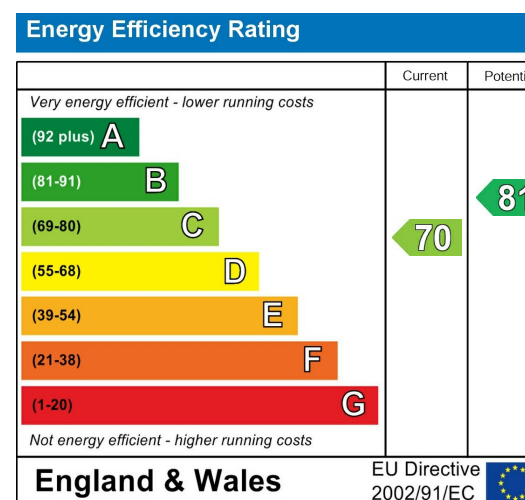 Energy Efficiency Rating
Current Potenti
Very energy efficient - lower running costs
(92 plus) A
(81-91) B
81
(69-80) C
70
(55-68) D
(39-54) E
(21-38) F
(1-20) G
Not energy efficient - higher running costs
England & Wales
EU Directive
2002/91/EC